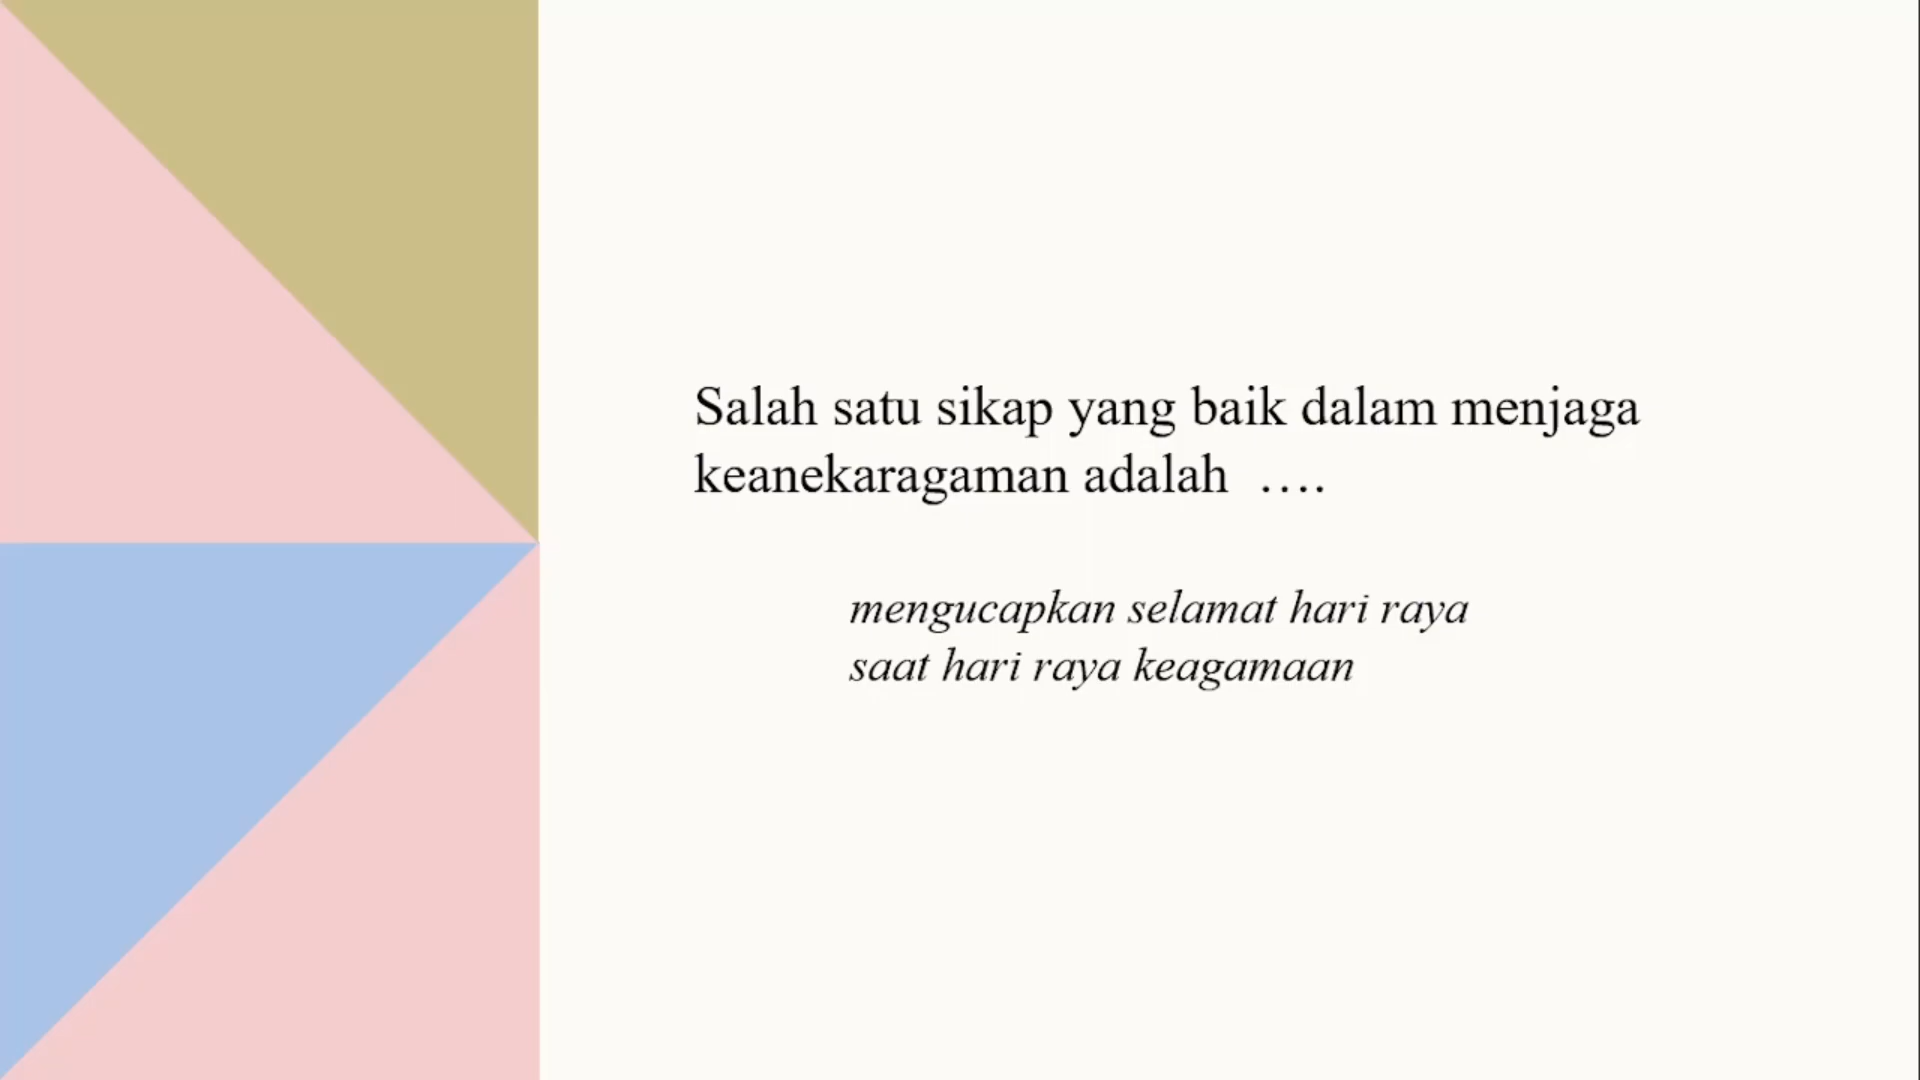 Salah satu sikap yang baik dalam menjaga
keanekaragaman adalah ….
mengucapkan selamat hari raya
saat hari raya keagamaan